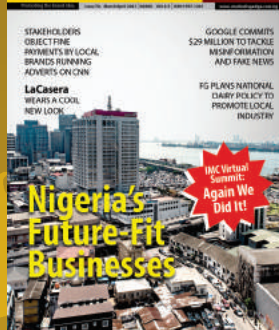 STAKEHOLDERS
OBJECT FINE
PAYMENTS BY LOCAL
BRANDS RUNNING
ADVERTS ON CNN
LaCasera
WEARS A COOL
NEW LOOK
GOOGLE COMMITS
$29 MILLION TO TACKLE
MISINFORMATION
AND FAKE NEWS
FG PLANS NATIONAL
DAIRY POLICY TO
PROMOTE LOCAL
INDUSTRY
IMC Virtual
Summit:
Again We
Did It!
Nigeria's
Future-Fit
Businesses